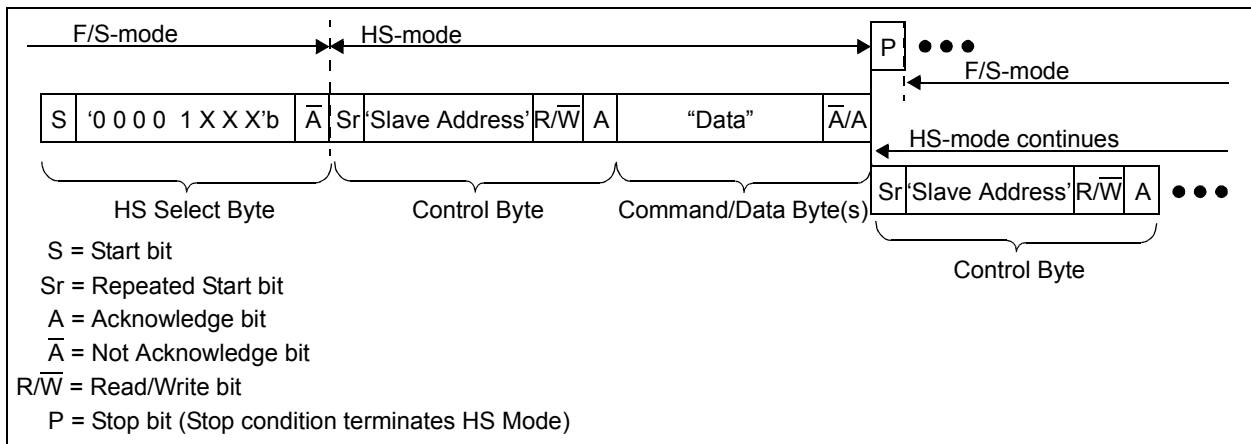 F/S-mode HS-mode P •••
F/S-mode
S '0 0 0 0 1 X X X'b A̅ Sr 'Slave Address' R/W̅ A "Data" A̅/A
HS-mode continues
Sr 'Slave Address' R/W̅ A •••
HS Select Byte Control Byte Command/Data Byte(s)
Control Byte
S = Start bit
Sr = Repeated Start bit
A = Acknowledge bit
A̅ = Not Acknowledge bit
R/W̅ = Read/Write bit
P = Stop bit (Stop condition terminates HS Mode)